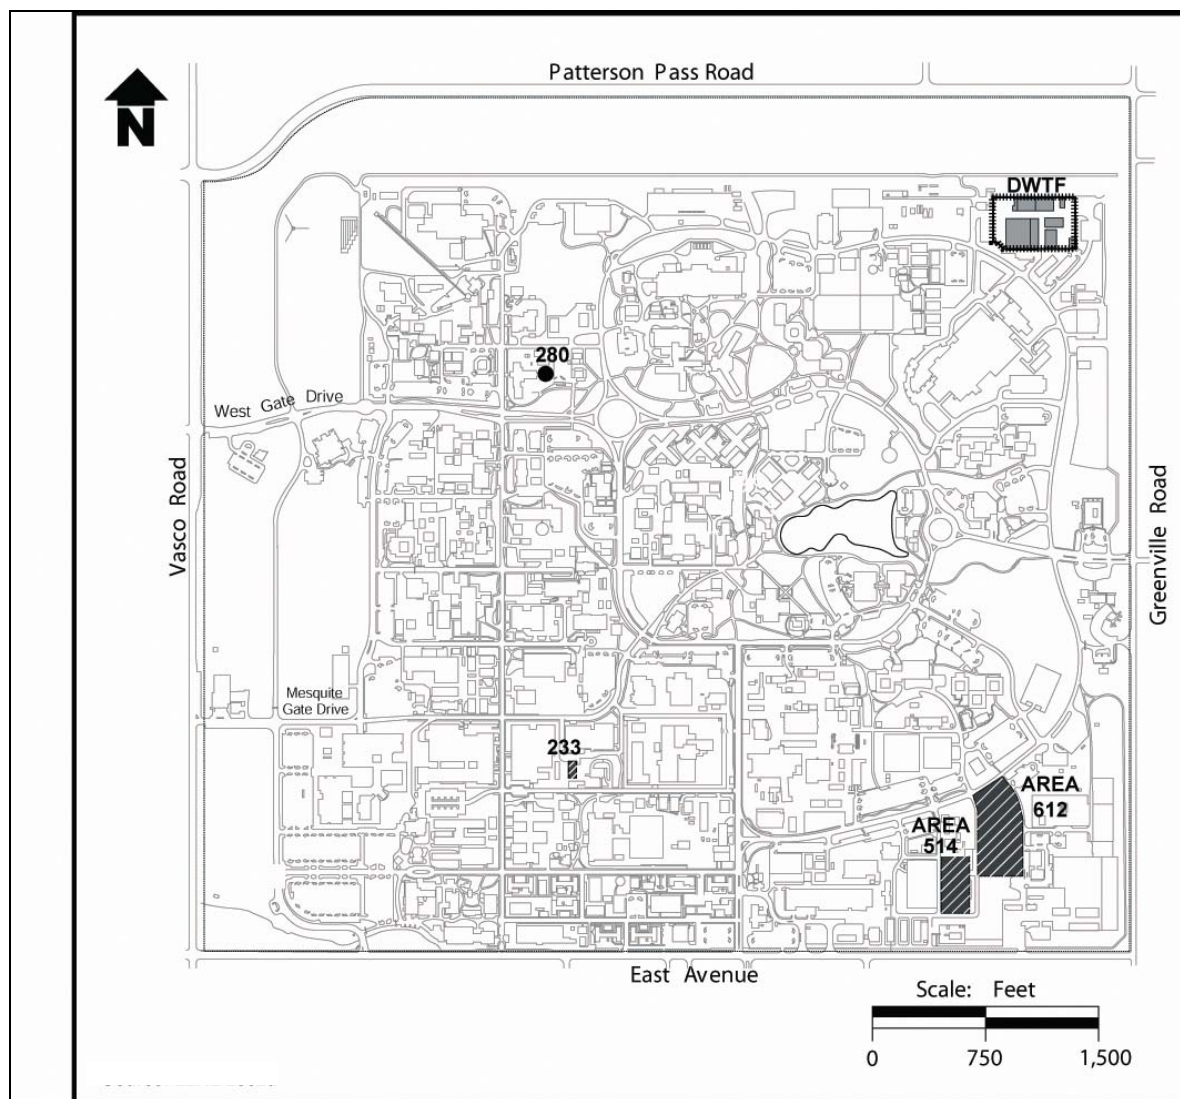 Patterson Pass Road
N
DWTF
280
West Gate Drive
Vasco Road
Greenville Road
Mesquite
Gate Drive
233
AREA
612
AREA
514
East Avenue
Scale: Feet
0 750 1,500